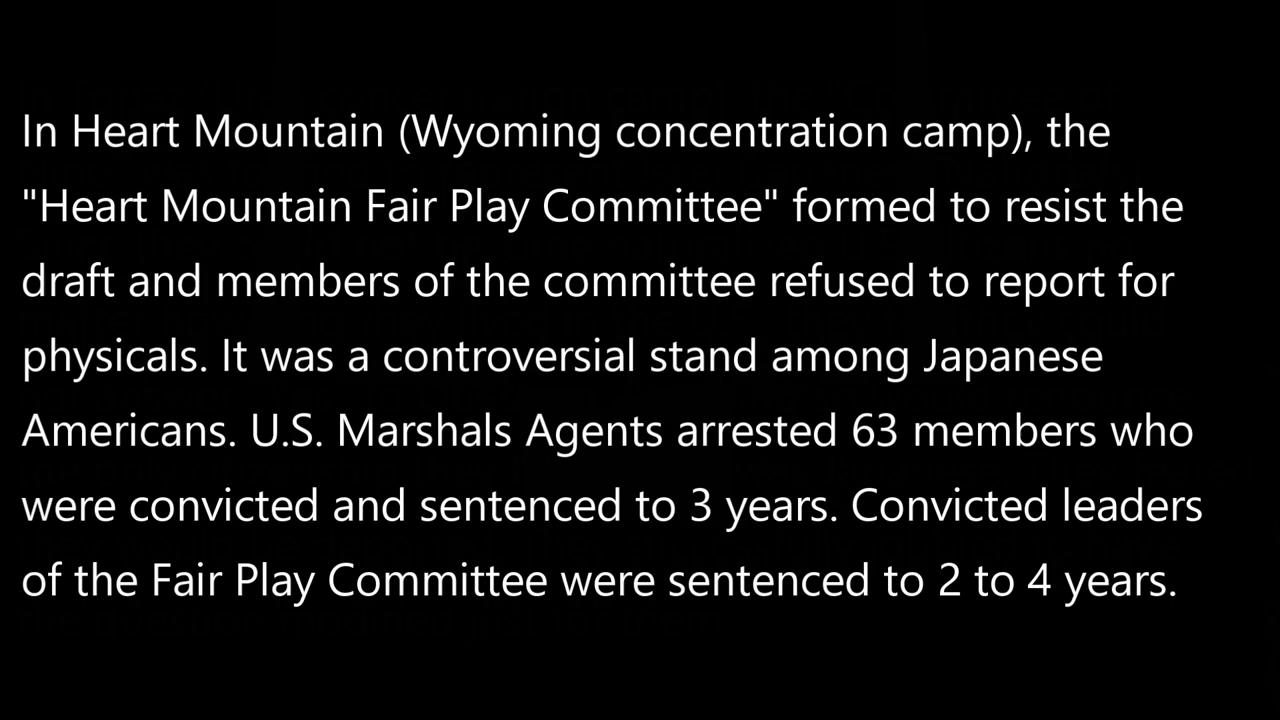 In Heart Mountain (Wyoming concentration camp), the
"Heart Mountain Fair Play Committee" formed to resist the
draft and members of the committee refused to report for
physicals. It was a controversial stand among Japanese
Americans. U.S. Marshals Agents arrested 63 members who
were convicted and sentenced to 3 years. Convicted leaders
of the Fair Play Committee were sentenced to 2 to 4 years.